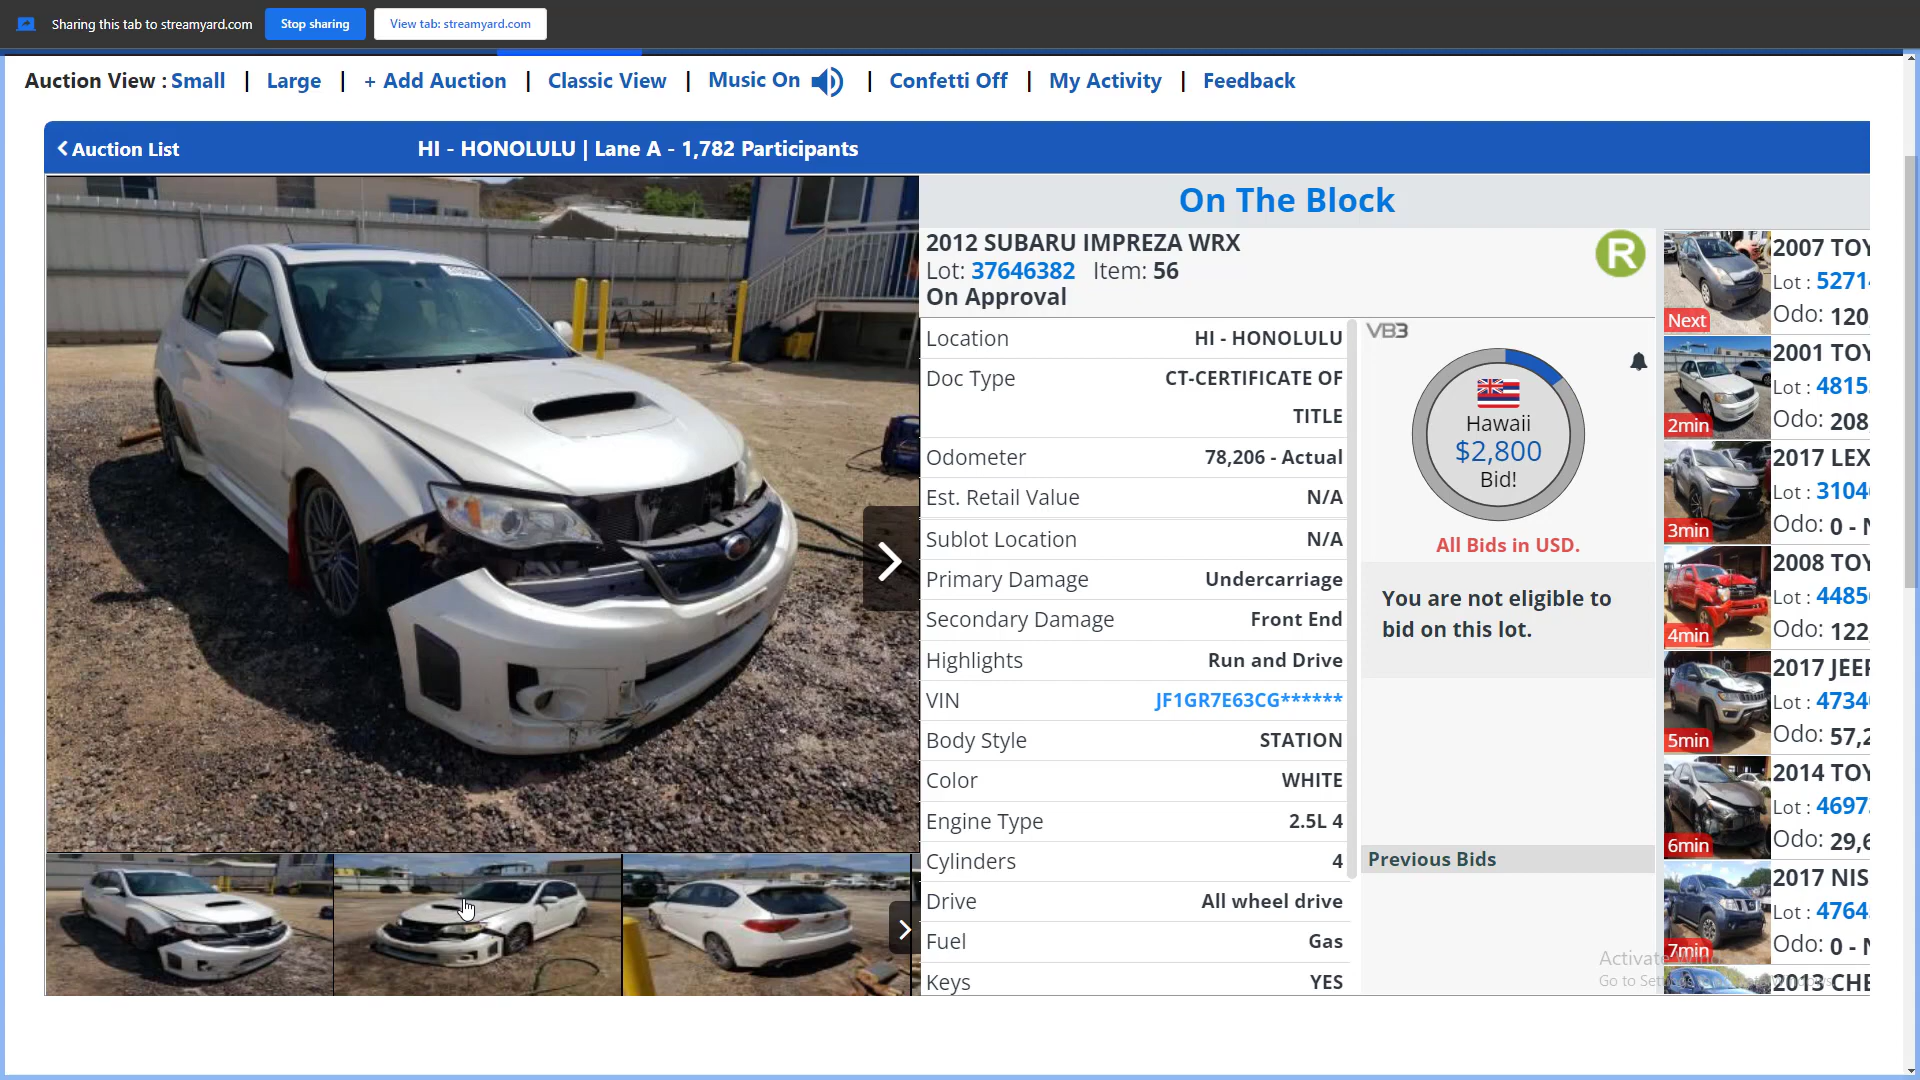 Sharing this tab to streamyard.com
Stop sharing
View tab: streamyard.com
Auction View : Small | Large | + Add Auction | Classic View | Music On | Confetti Off | My Activity | Feedback
Auction List
HI - HONOLULU | Lane A - 1,782 Participants
On The Block
2012 SUBARU IMPREZA WRX
Lot: 37646382 Item: 56
On Approval
R
Location HI - HONOLULU
Doc Type CT-CERTIFICATE OF
TITLE
Odometer 78,206 - Actual
Est. Retail Value N/A
Sublot Location N/A
Primary Damage Undercarriage
Secondary Damage Front End
Highlights Run and Drive
VIN JF1GR7E63CG******
Body Style STATION
Color WHITE
Engine Type 2.5L 4
Cylinders 4
Drive All wheel drive
Fuel Gas
Keys YES
VB3
Hawaii
$2,800
Bid!
All Bids in USD.
You are not eligible to
bid on this lot.
Previous Bids
2007 TOY
Lot : 5271
Odo: 120
Next
2001 TOY
Lot : 4815
Odo: 208,
2min
2017 LEX
Lot : 3104
Odo: 0 -
3min
2008 TOY
Lot : 4485
Odo: 122,
4min
2017 JEEP
Lot : 4734
Odo: 57,2
5min
2014 TOY
Lot : 4697
Odo: 29,6
6min
2017 NIS
Lot : 4764
Odo: 0 -
7min
2013 CHE
Activate
Go to